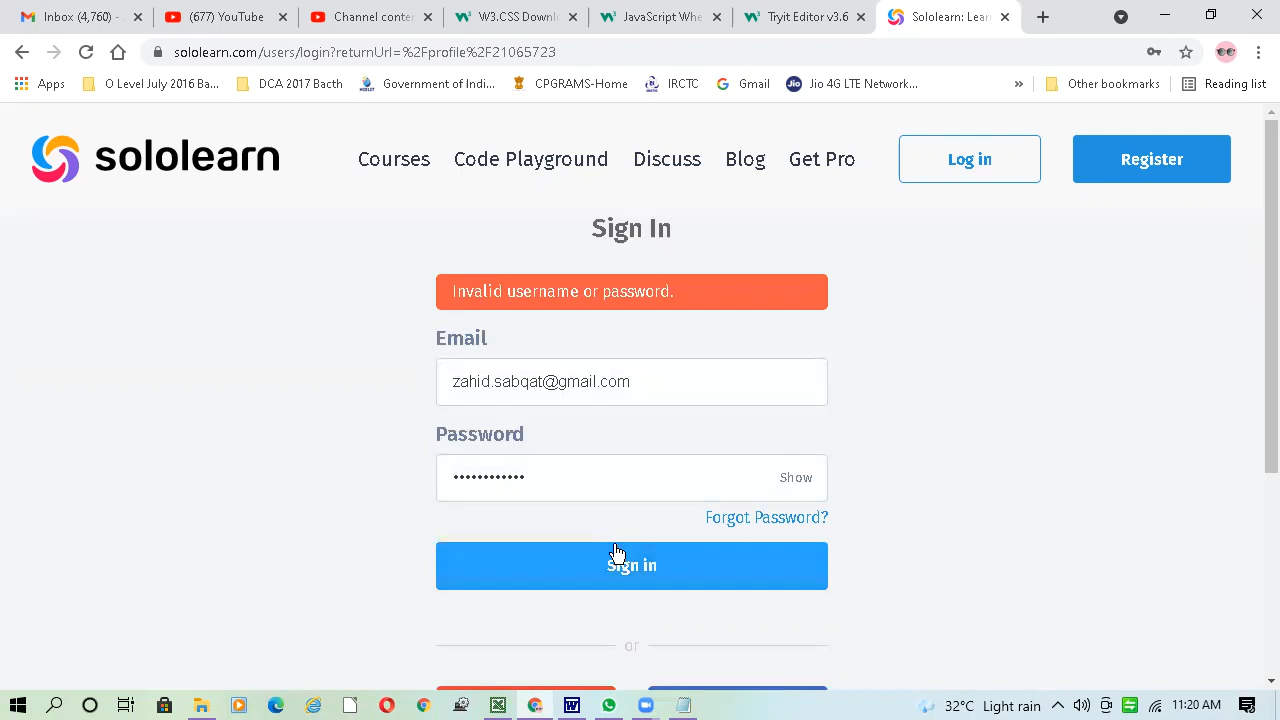 Inbox (4,760)
(57) YouTube
Channel conte
W3.CSS Downl
JavaScript Whe
Tryit Editor v3.6
Sololearn: Lear
sololearn.com/users/login?returnUrl=%2Fprofile%2F21065723
Apps
O Level July 2016 Ba...
DCA 2017 Bacth
Government of Indi...
CPGRAMS-Home
IRCTC
Gmail
Jio 4G LTE Network...
»
Other bookmarks
Reading list
sololearn
Courses
Code Playground
Discuss
Blog
Get Pro
Log in
Register
Sign In
Invalid username or password.
Email
zahid.sabqat@gmail.com
Password
••••••••••••
Show
Forgot Password?
Sign in
or
32°C Light rain
11:20 AM